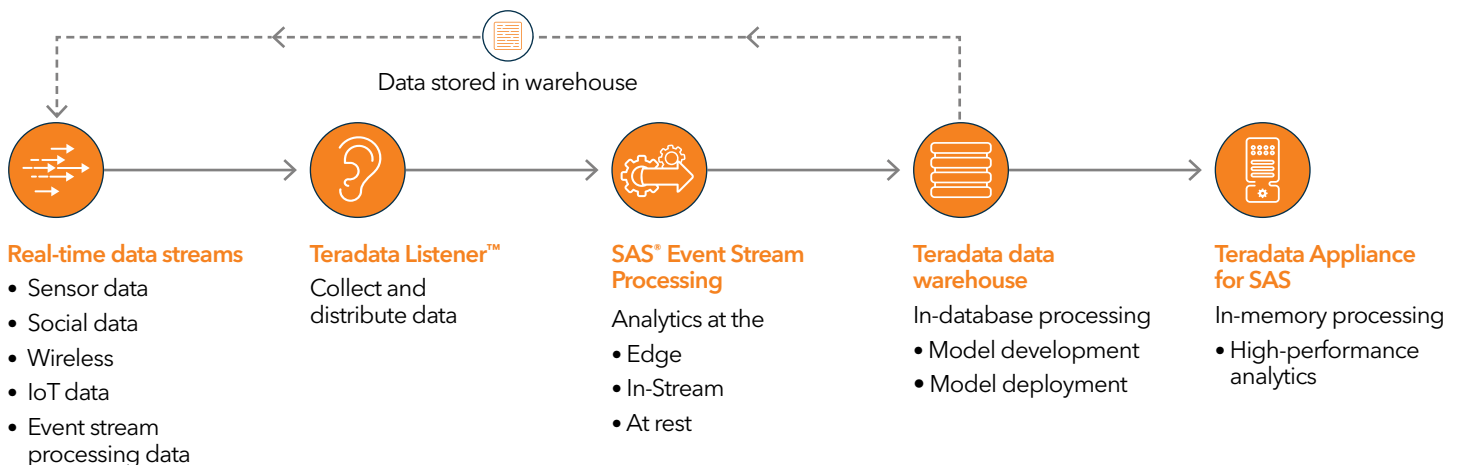 Data stored in warehouse
Real-time data streams
• Sensor data
• Social data
• Wireless
• IoT data
• Event stream
processing data
Teradata Listener™
Collect and
distribute data
SAS® Event Stream
Processing
Analytics at the
• Edge
• In-Stream
• At rest
Teradata data
warehouse
In-database processing
• Model development
• Model deployment
Teradata Appliance
for SAS
In-memory processing
• High-performance
analytics